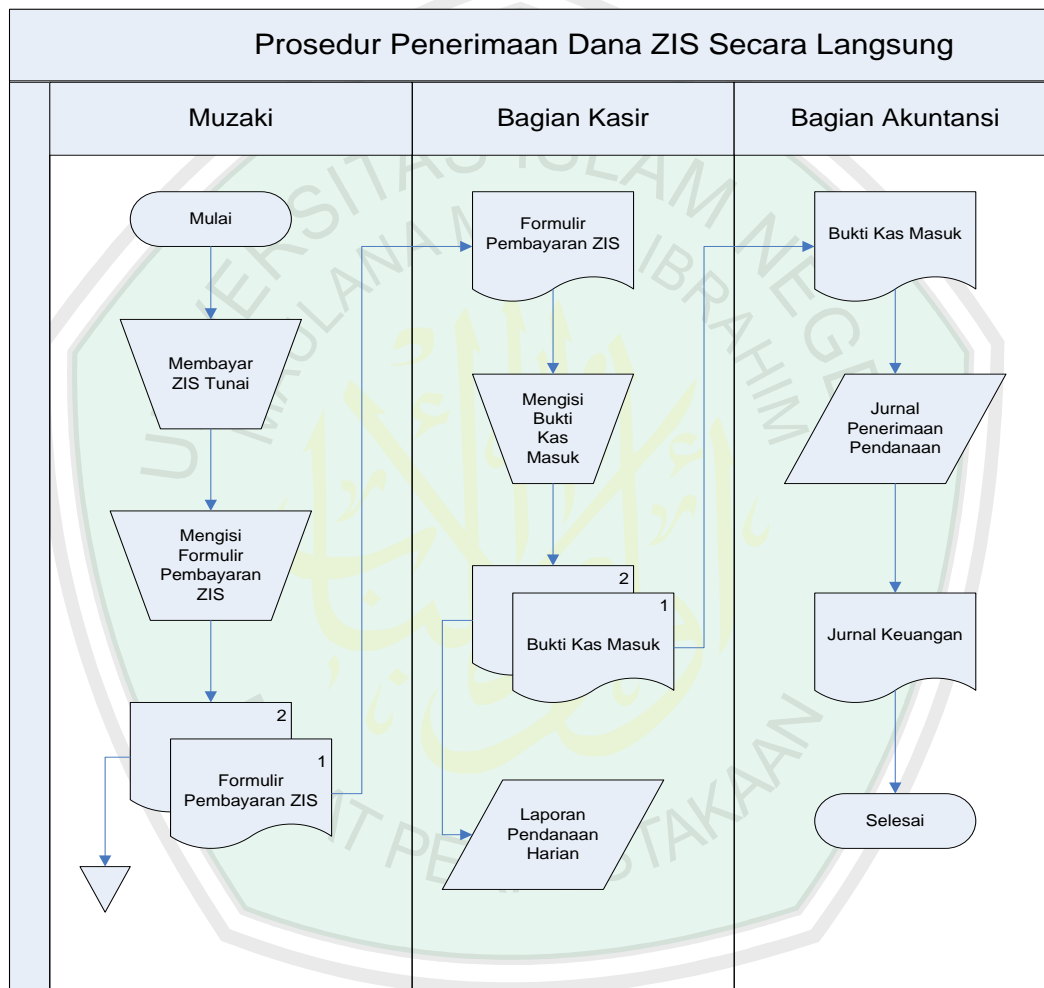 Prosedur Penerimaan Dana ZIS Secara Langsung
Muzaki
Bagian Kasir
Bagian Akuntansi
Mulai
Membayar
ZIS Tunai
Mengisi
Formulir
Pembayaran
ZIS
2
1
Formulir
Pembayaran ZIS
Formulir
Pembayaran ZIS
Mengisi
Bukti
Kas
Masuk
2
1
Bukti Kas Masuk
Laporan
Pendanaan
Harian
Bukti Kas Masuk
Jurnal
Penerimaan
Pendanaan
Jurnal Keuangan
Selesai